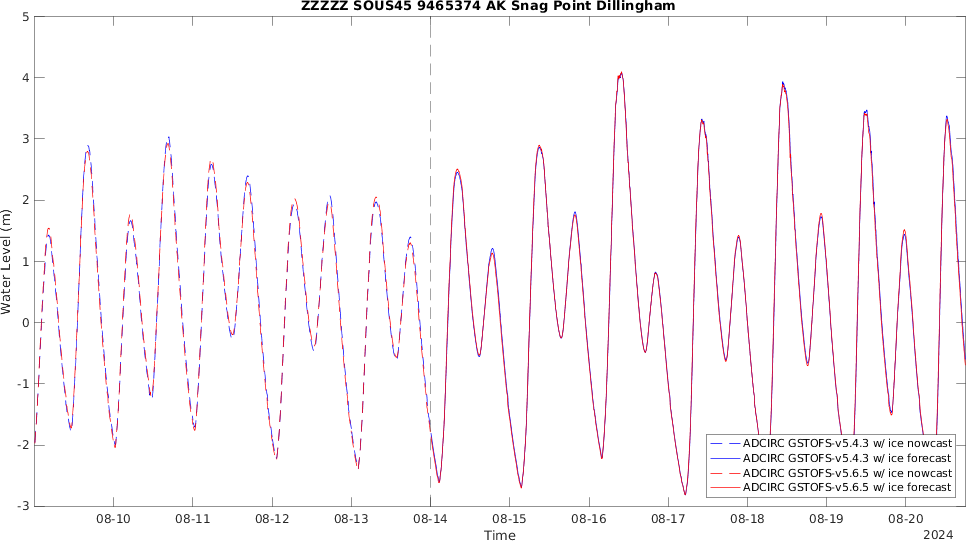 ZZZZZ SOUS45 9465374 AK Snag Point Dillingham
5
4
3
2
1
0
-1
-2
-3
Water Level (m)
08-10 08-11 08-12 08-13 08-14 08-15 08-16 08-17 08-18 08-19 08-20
Time
2024
ADCIRC GSTOFS-v5.4.3 w/ ice nowcast
ADCIRC GSTOFS-v5.4.3 w/ ice forecast
ADCIRC GSTOFS-v5.6.5 w/ ice nowcast
ADCIRC GSTOFS-v5.6.5 w/ ice forecast